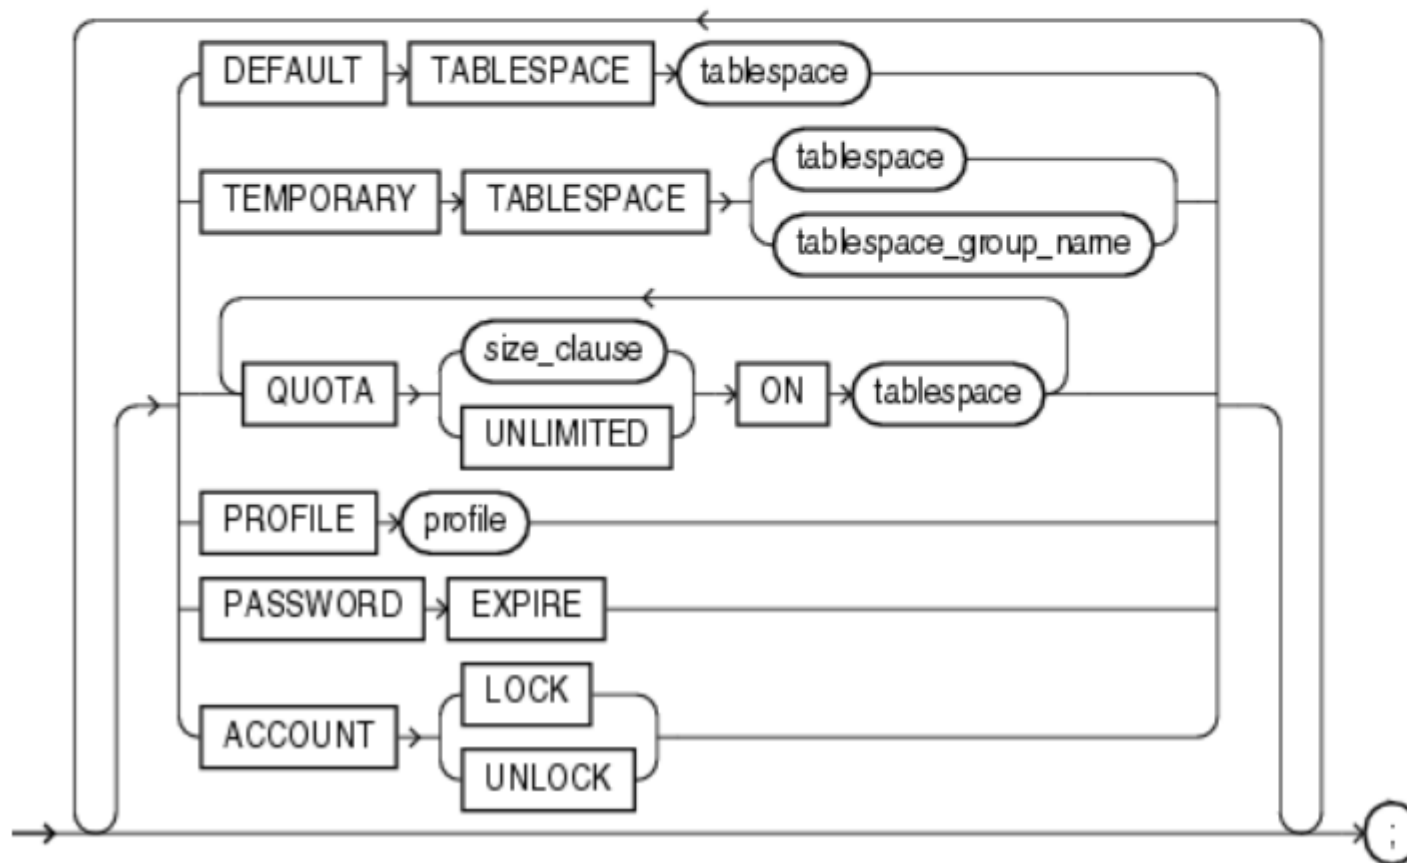 DEFAULT TABLESPACE tablespace
tablespace
TEMPORARY TABLESPACE
tablespace_group_name
size_clause
QUOTA ON tablespace
UNLIMITED
PROFILE profile
PASSWORD EXPIRE
LOCK
ACCOUNT
UNLOCK
;